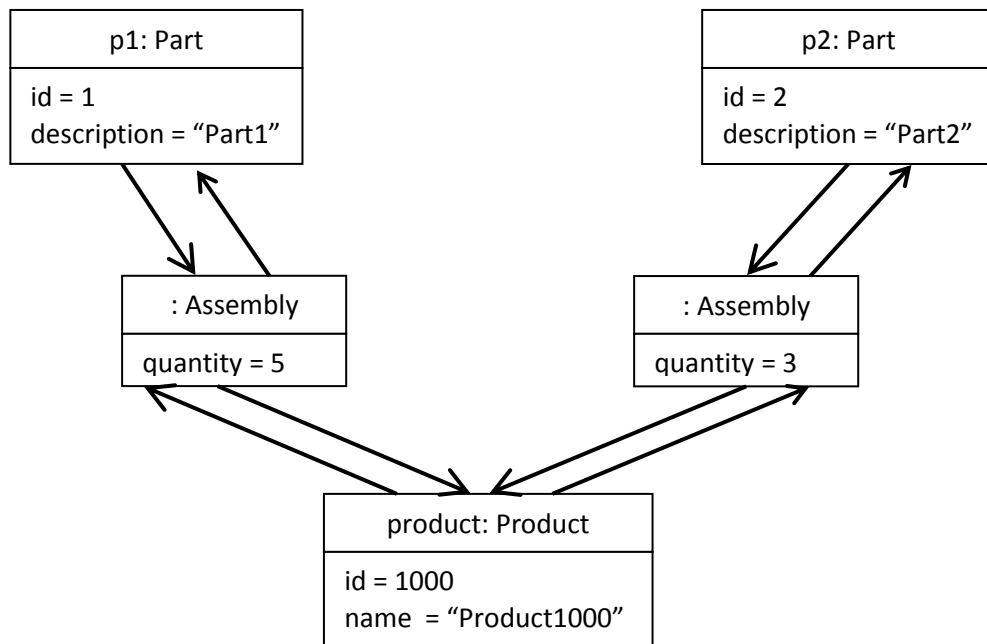 p1: Part
id = 1
description = “Part1”
p2: Part
id = 2
description = “Part2”
: Assembly
quantity = 5
: Assembly
quantity = 3
product: Product
id = 1000
name  = “Product1000”